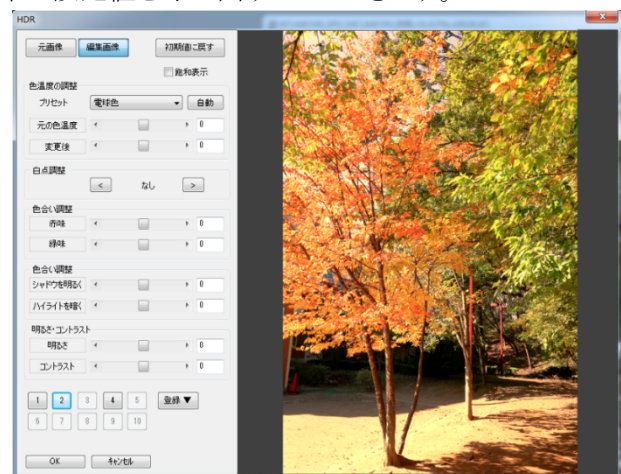 HDR
元画像 編集画像 初期値に戻す
飽和表示
色温度の調整
プリセット 電球色 自動
元の色温度 0
変更後 0
白点調整
< なし >
色合い調整
赤味 0
緑味 0
色合い調整
シャドウを明るく 0
ハイライトを暗く 0
明るさ・コントラスト
明るさ 0
コントラスト 0
1 2 3 4 5 登録▼
6 7 8 9 10
OK キャンセル